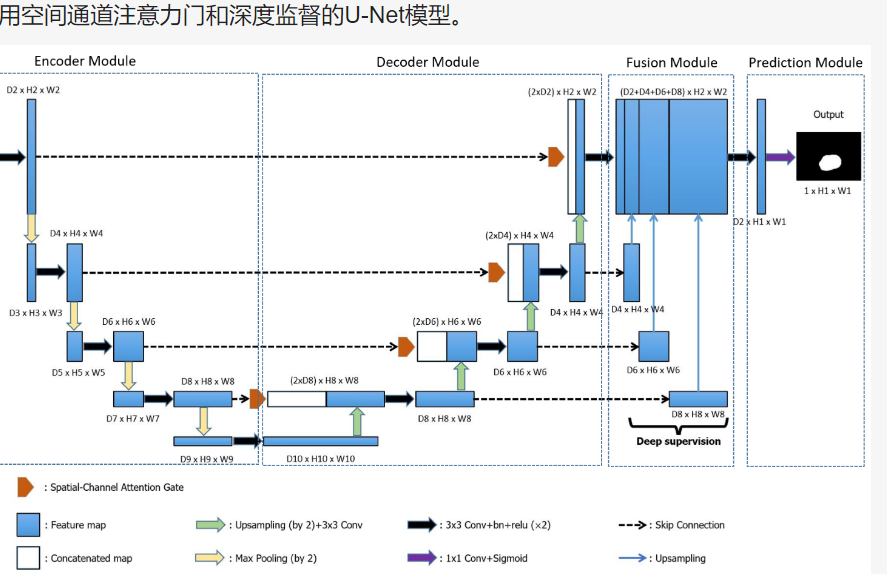 用空间通道注意力门和深度监督的U-Net模型。
Encoder Module
Decoder Module
Fusion Module
Prediction Module
D2 x H2 x W2
(2xD2) x H2 x W2
(D2+D4+D6+D8) x H2 x W2
Output
1 x H1 x W1
D2 x H1 x W1
D4 x H4 x W4
(2xD4) x H4 x W4
D3 x H3 x W3
D4 x H4 x W4
D4 x H4 x W4
D6 x H6 x W6
(2xD6) x H6 x W6
D5 x H5 x W5
D6 x H6 x W6
D6 x H6 x W6
D8 x H8 x W8
(2xD8) x H8 x W8
D7 x H7 x W7
D8 x H8 x W8
D8 x H8 x W8
Deep supervision
D9 x H9 x W9
D10 x H10 x W10
: Spatial-Channel Attention Gate
: Feature map
: Upsampling (by 2)+3x3 Conv
: 3x3 Conv+bn+relu (×2)
: Skip Connection
: Concatenated map
: Max Pooling (by 2)
: 1x1 Conv+Sigmoid
: Upsampling